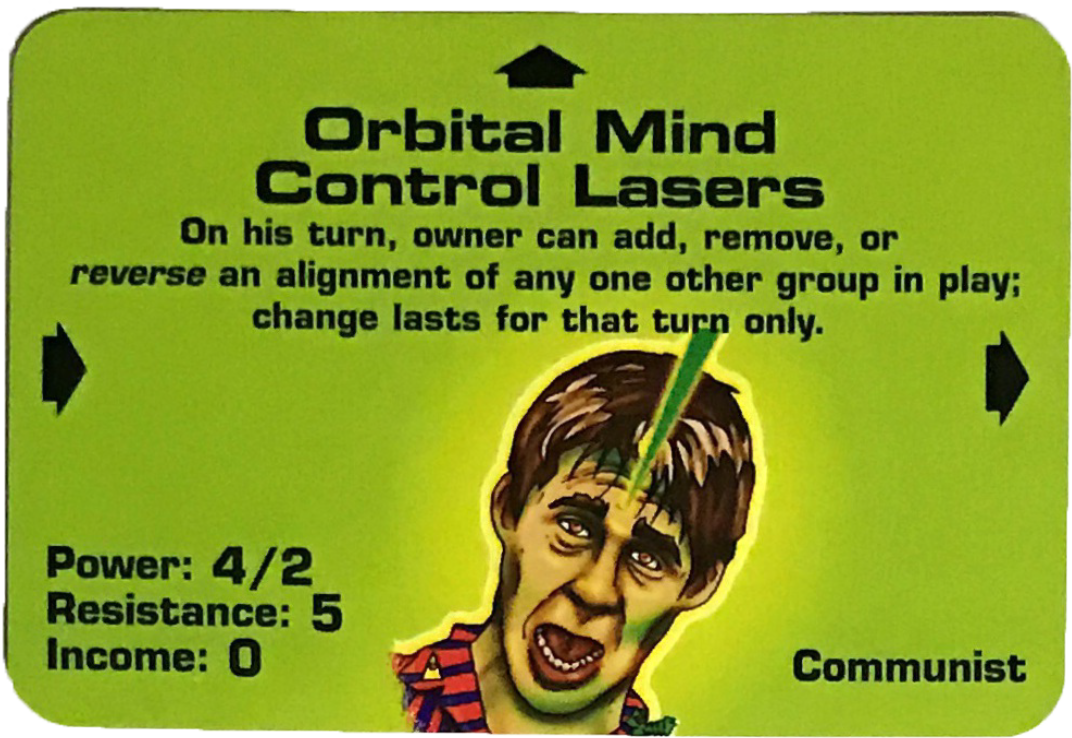 Orbital Mind
Control Lasers
On his turn, owner can add, remove, or
reverse an alignment of any one other group in play;
change lasts for that turn only.
Power: 4/2
Resistance: 5
Income: 0
Communist